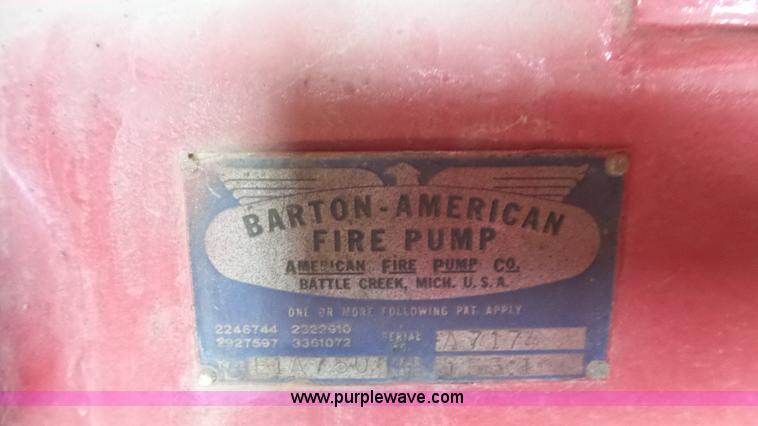 BARTON-AMERICAN
FIRE PUMP
AMERICAN FIRE PUMP CO.
BATTLE CREEK, MICH. U.S.A.
ONE OR MORE FOLLOWING PAT APPLY
2246744 2322910
2927597 3361072
SERIAL NO. A7174
www.purplewave.com